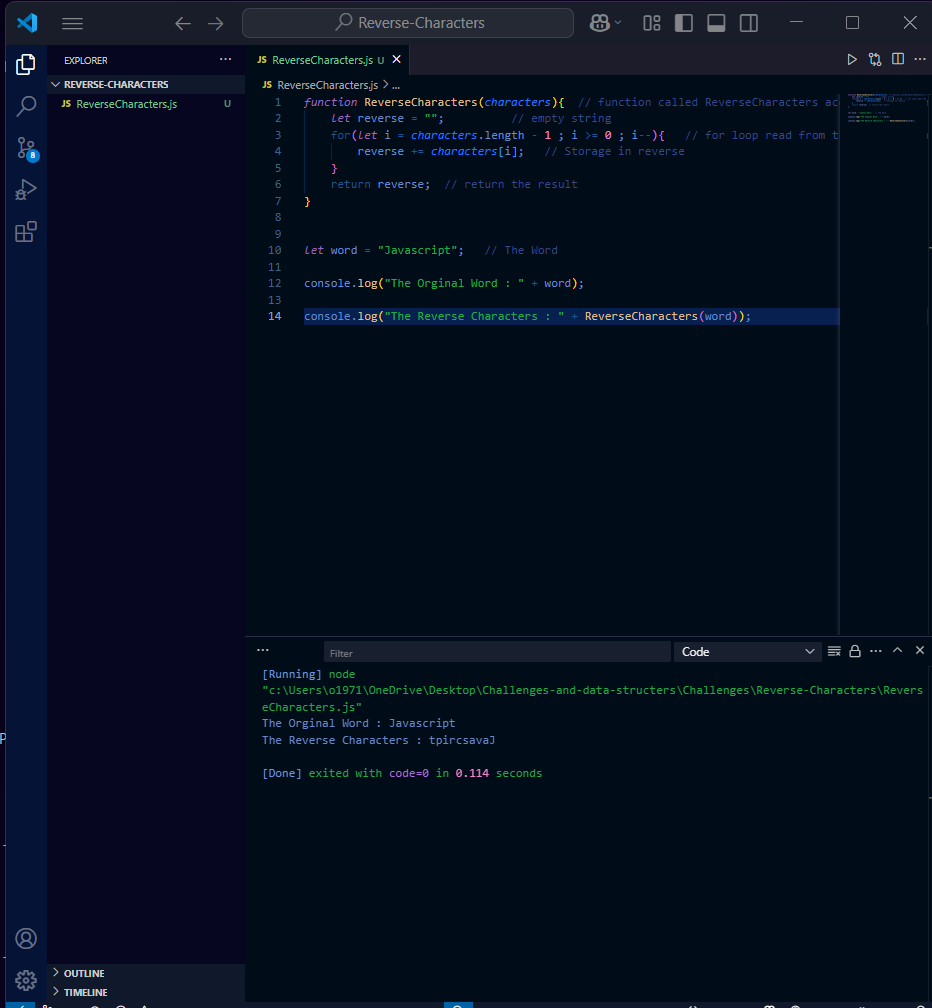 Reverse-Characters
EXPLORER
REVERSE-CHARACTERS
JS ReverseCharacters.js U
8
OUTLINE
TIMELINE
JS ReverseCharacters.js U
JS ReverseCharacters.js > ...
1 function ReverseCharacters(characters){ // function called ReverseCharacters ac
2 let reverse = ""; // empty string
3 for(let i = characters.length - 1 ; i >= 0 ; i--){ // for loop read from t
4 reverse += characters[i]; // Storage in reverse
5 }
6 return reverse; // return the result
7 }
8
9
10 let word = "Javascript"; // The Word
11
12 console.log("The Orginal Word : " + word);
13
14 console.log("The Reverse Characters : " + ReverseCharacters(word));
Filter
Code
[Running] node
"c:\Users\o1971\OneDrive\Desktop\Challenges-and-data-structers\Challenges\Reverse-Characters\Revers
eCharacters.js"
The Orginal Word : Javascript
The Reverse Characters : tpircsavaJ
[Done] exited with code=0 in 0.114 seconds